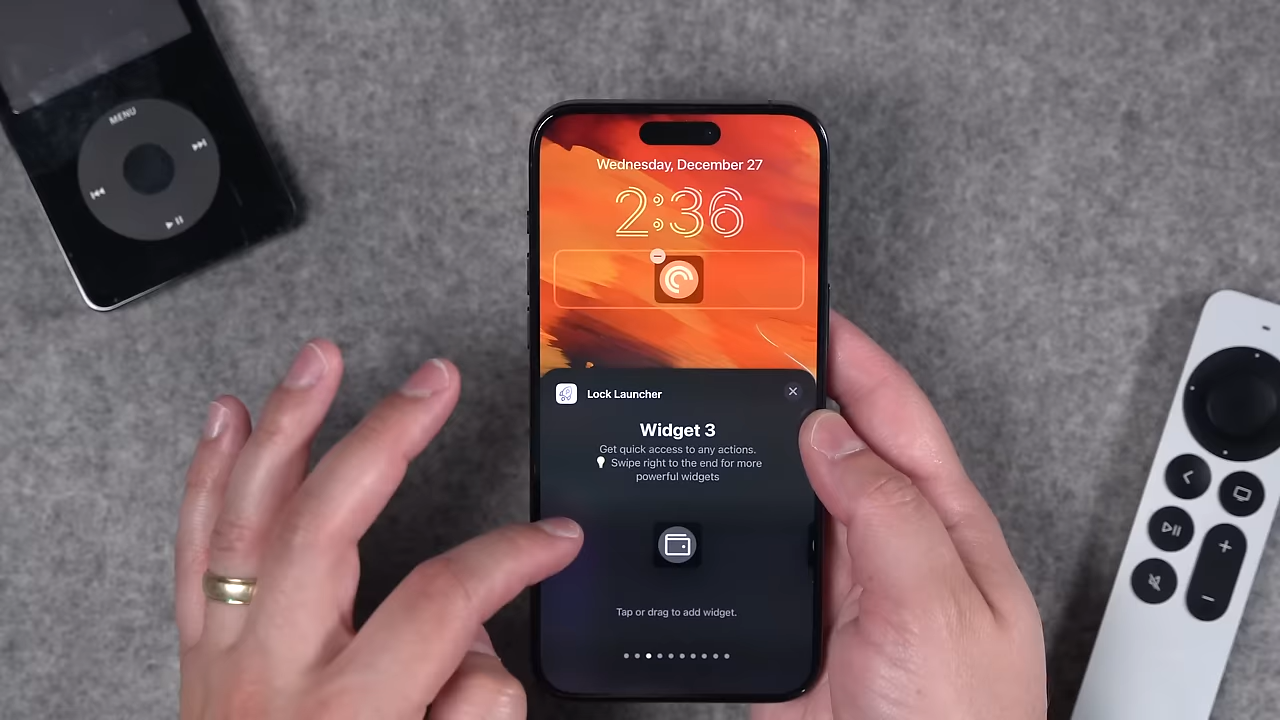 MENU
Wednesday, December 27
2:36
Lock Launcher
Widget 3
Get quick access to any actions.
💡 Swipe right to the end for more
powerful widgets
Tap or drag to add widget.